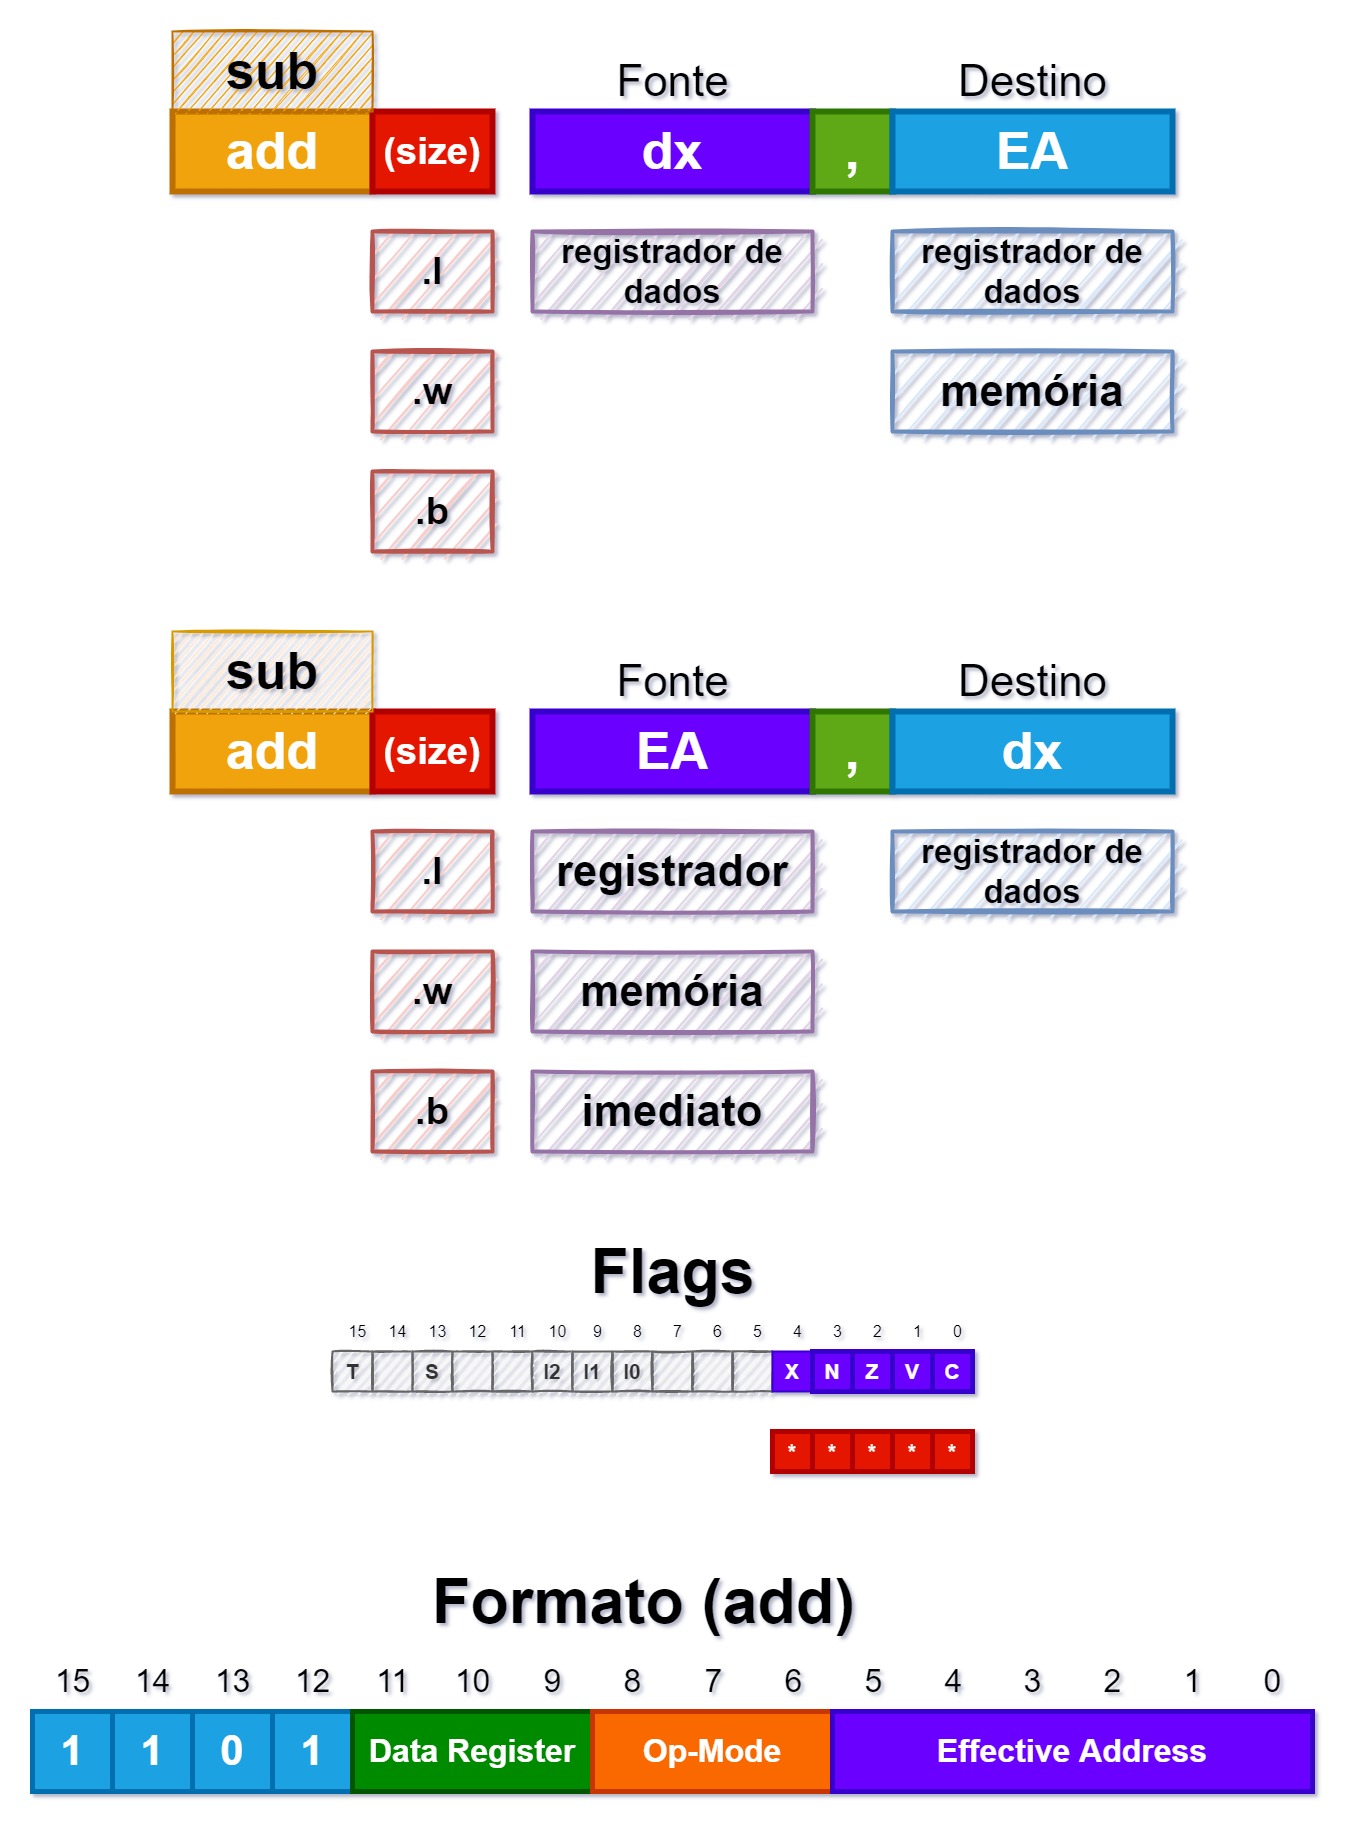 sub
Fonte Destino
add (size) dx , EA
.l registrador de dados registrador de dados
.w memória
.b
sub
Fonte Destino
add (size) EA , dx
.l registrador registrador de dados
.w memória
.b imediato
Flags
15 14 13 12 11 10 9 8 7 6 5 4 3 2 1 0
T S I2 I1 I0 X N Z V C
* * * * *
Formato (add)
15 14 13 12 11 10 9 8 7 6 5 4 3 2 1 0
1 1 0 1 Data Register Op-Mode Effective Address